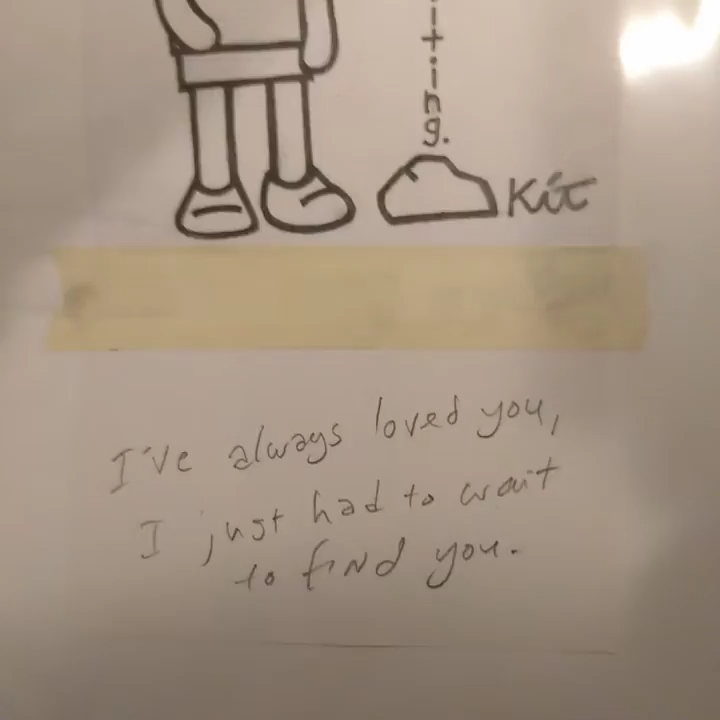 iting.
Kit
I've always loved you,
I just had to wait
to find you.